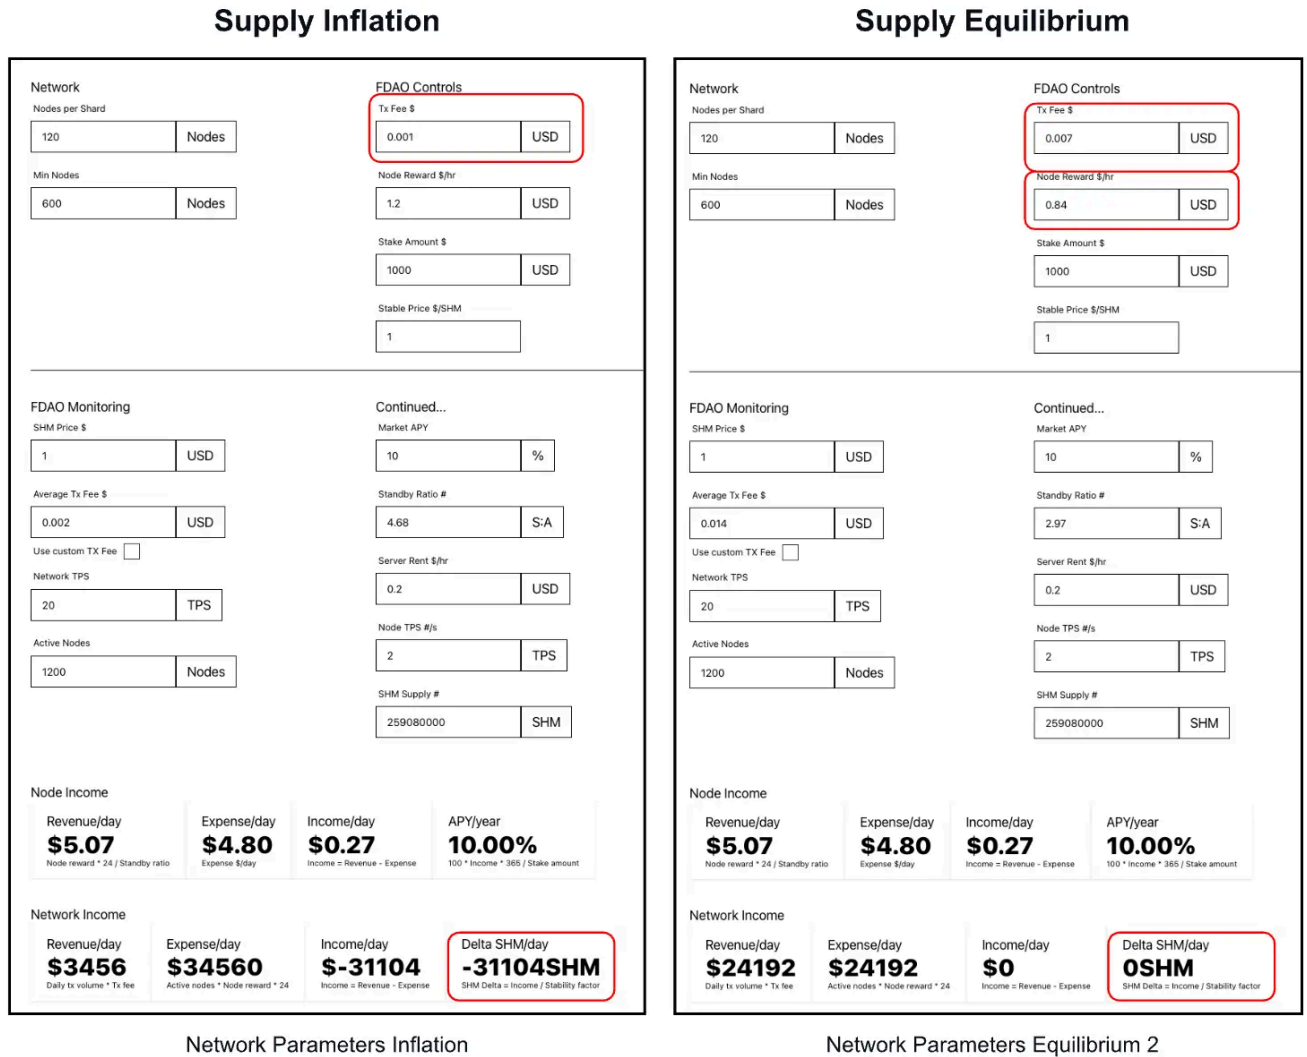 Supply Inflation
Network
Nodes per Shard
120 Nodes
Min Nodes
600 Nodes
FDAO Controls
Tx Fee $
0.001 USD
Node Reward $/hr
1.2 USD
Stake Amount $
1000 USD
Stable Price $/SHM
1
FDAO Monitoring
SHM Price $
1 USD
Average Tx Fee $
0.002 USD
Use custom TX Fee
Network TPS
20 TPS
Active Nodes
1200 Nodes
Continued...
Market APY
10 %
Standby Ratio #
4.68 S:A
Server Rent $/hr
0.2 USD
Node TPS #/s
2 TPS
SHM Supply #
259080000 SHM
Node Income
Revenue/day
$5.07
Node reward * 24 / Standby ratio
Expense/day
$4.80
Expense $/day
Income/day
$0.27
Income = Revenue - Expense
APY/year
10.00%
100 * Income * 365 / Stake amount
Network Income
Revenue/day
$3456
Daily tx volume * Tx fee
Expense/day
$34560
Active nodes * Node reward * 24
Income/day
$-31104
Income = Revenue - Expense
Delta SHM/day
-31104SHM
SHM Delta = Income / Stability factor
Network Parameters Inflation
Supply Equilibrium
Network
Nodes per Shard
120 Nodes
Min Nodes
600 Nodes
FDAO Controls
Tx Fee $
0.007 USD
Node Reward $/hr
0.84 USD
Stake Amount $
1000 USD
Stable Price $/SHM
1
FDAO Monitoring
SHM Price $
1 USD
Average Tx Fee $
0.014 USD
Use custom TX Fee
Network TPS
20 TPS
Active Nodes
1200 Nodes
Continued...
Market APY
10 %
Standby Ratio #
2.97 S:A
Server Rent $/hr
0.2 USD
Node TPS #/s
2 TPS
SHM Supply #
259080000 SHM
Node Income
Revenue/day
$5.07
Node reward * 24 / Standby ratio
Expense/day
$4.80
Expense $/day
Income/day
$0.27
Income = Revenue - Expense
APY/year
10.00%
100 * Income * 365 / Stake amount
Network Income
Revenue/day
$24192
Daily tx volume * Tx fee
Expense/day
$24192
Active nodes * Node reward * 24
Income/day
$0
Income = Revenue - Expense
Delta SHM/day
0SHM
SHM Delta = Income / Stability factor
Network Parameters Equilibrium 2